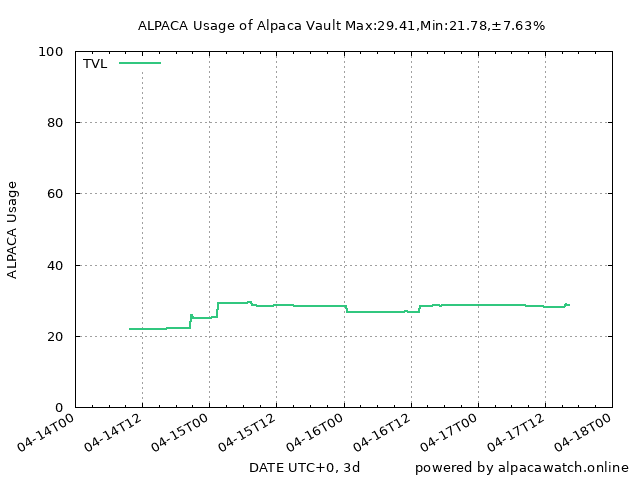 ALPACA Usage of Alpaca Vault Max:29.41,Min:21.78,±7.63%
TVL
ALPACA Usage
100
80
60
40
20
0
04-14T00 04-14T12 04-15T00 04-15T12 04-16T00 04-16T12 04-17T00 04-17T12 04-18T00
DATE UTC+0, 3d powered by alpacawatch.online